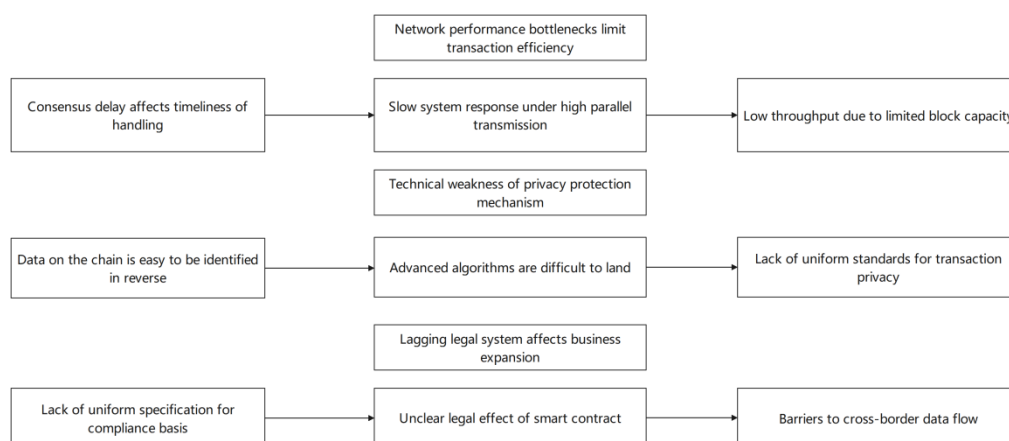 Network performance bottlenecks limit
transaction efficiency
Consensus delay affects timeliness of
handling
Slow system response under high parallel
transmission
Low throughput due to limited block capacity
Technical weakness of privacy protection
mechanism
Data on the chain is easy to be identified
in reverse
Advanced algorithms are difficult to land
Lack of uniform standards for transaction
privacy
Lagging legal system affects business
expansion
Lack of uniform specification for
compliance basis
Unclear legal effect of smart contract
Barriers to cross-border data flow